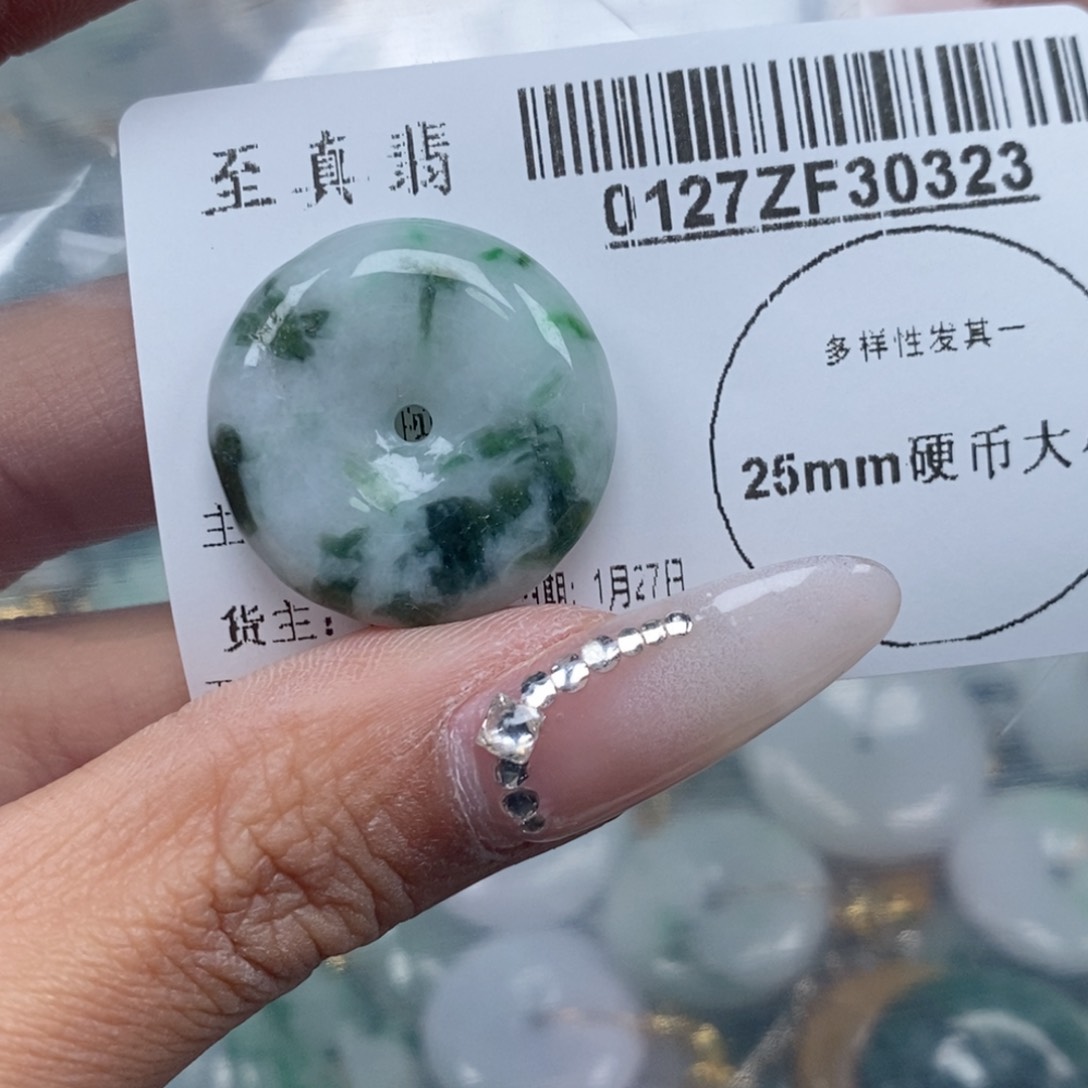 至真翡
0127ZF30323
多样性发其一
25mm硬币大
主
货主:
期: 1月27日